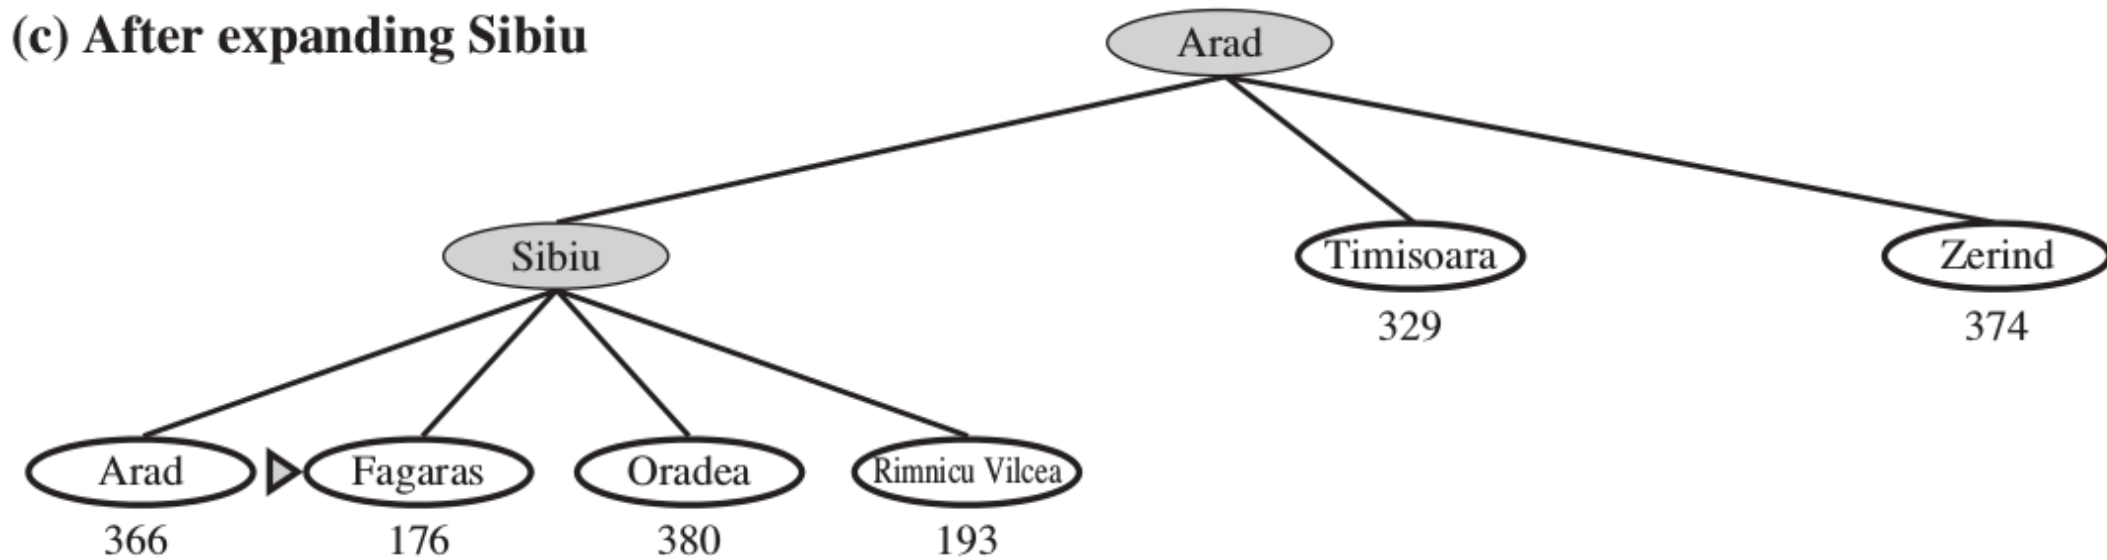 (c) After expanding Sibiu
Arad
Sibiu
Timisoara
Zerind
329
374
Arad
Fagaras
Oradea
Rimnicu Vilcea
366
176
380
193